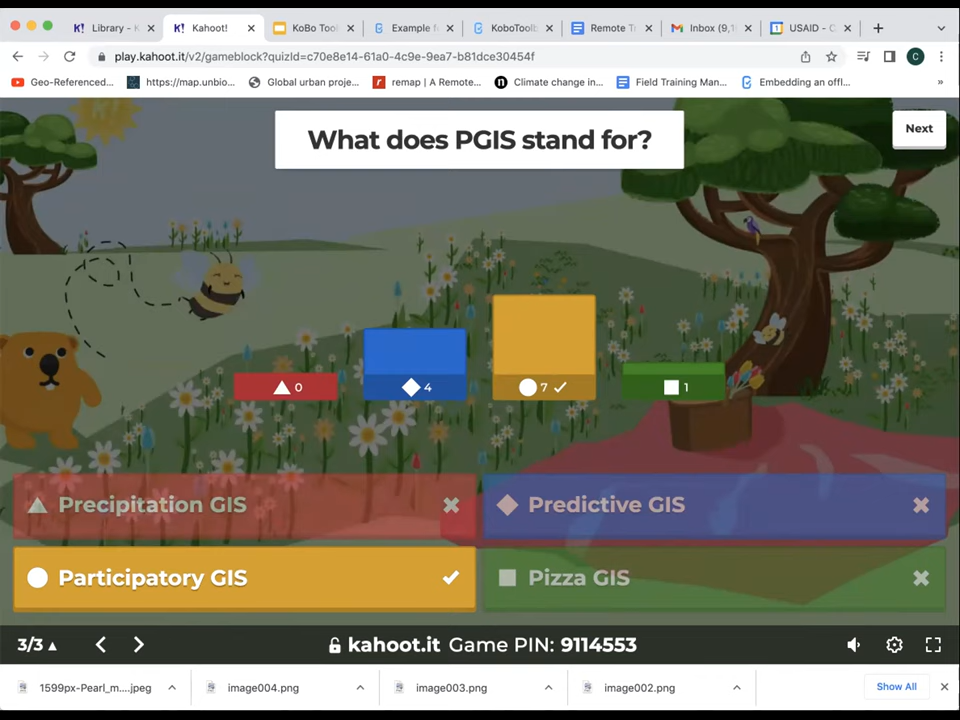 K! Library - K
K! Kahoot!
KoBo Tool
Example f
KoboToolb
Remote T
Inbox (9,1
USAID - C
play.kahoot.it/v2/gameblock?quizId=c70e8e14-61a0-4c9e-9ea7-b81dce30454f
C
Geo-Referenced...
https://map.unbio...
Global urban proje...
r remap | A Remote...
n Climate change in...
Field Training Man...
Embedding an offl...
»
What does PGIS stand for?
Next
0
4
7
1
Precipitation GIS
Predictive GIS
Participatory GIS
Pizza GIS
3/3
kahoot.it Game PIN: 9114553
1599px-Pearl_m....jpeg
image004.png
image003.png
image002.png
Show All